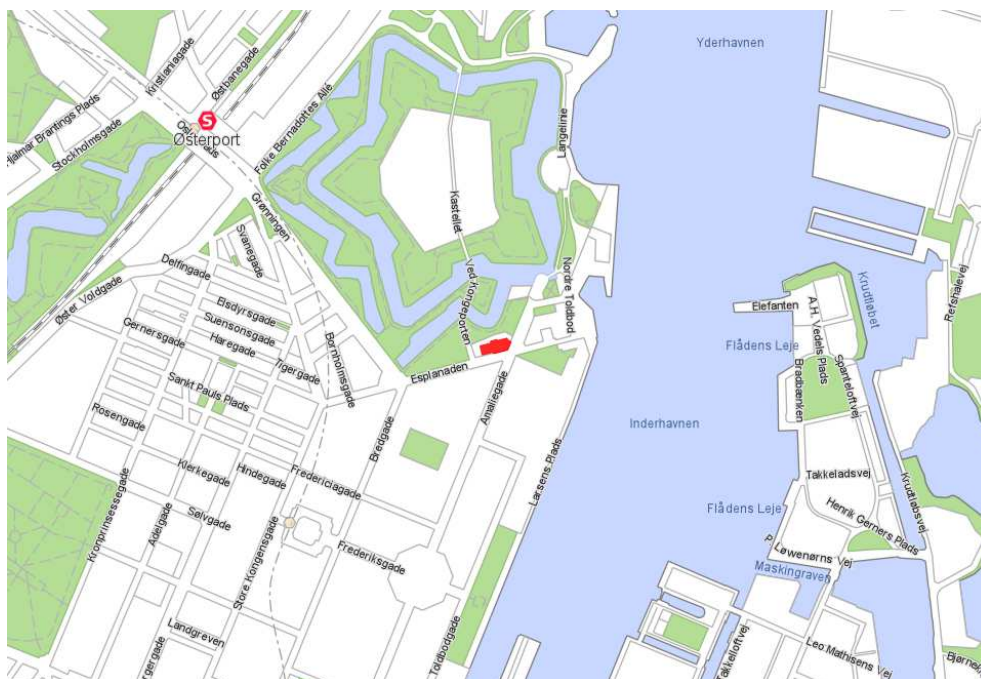 Yderhavnen
Kristianiagade
Østbanegade
Hjalmar Brantings Plads
Stockholmsgade
S
Østerport
Folke Bernadottes Allé
Langelinie
Kastellet
Grønningen
Svanegade
Delfingade
Øster Voldgade
Elsdyrsgade
Suensonsgade
Gernersgade
Haregade
Tigergade
Bornholmsgade
Ved Kongeporten
Nordre Toldbod
Esplanaden
Elefanten
A.H. Vedels Plads
Krudtløbet
Refshalevej
Flådens Leje
Bradbænken
Spanteloftvej
Sankt Pauls Plads
Rosengade
Amaliegade
Bredgade
Inderhavnen
Larsens Plads
Klerkegade
Hindegade
Fredericiagade
Takkeladsvej
Krudtløbsvej
Kronprinsessegade
Adelgade
Sølvgade
Store Kongensgade
Frederiksgade
Flådens Leje
Henrik Gerners Plads
P. Løwenørns Vej
Maskingraven
Landgreven
Toldbodgade
Takkelloftvej
Leo Mathisens Vej